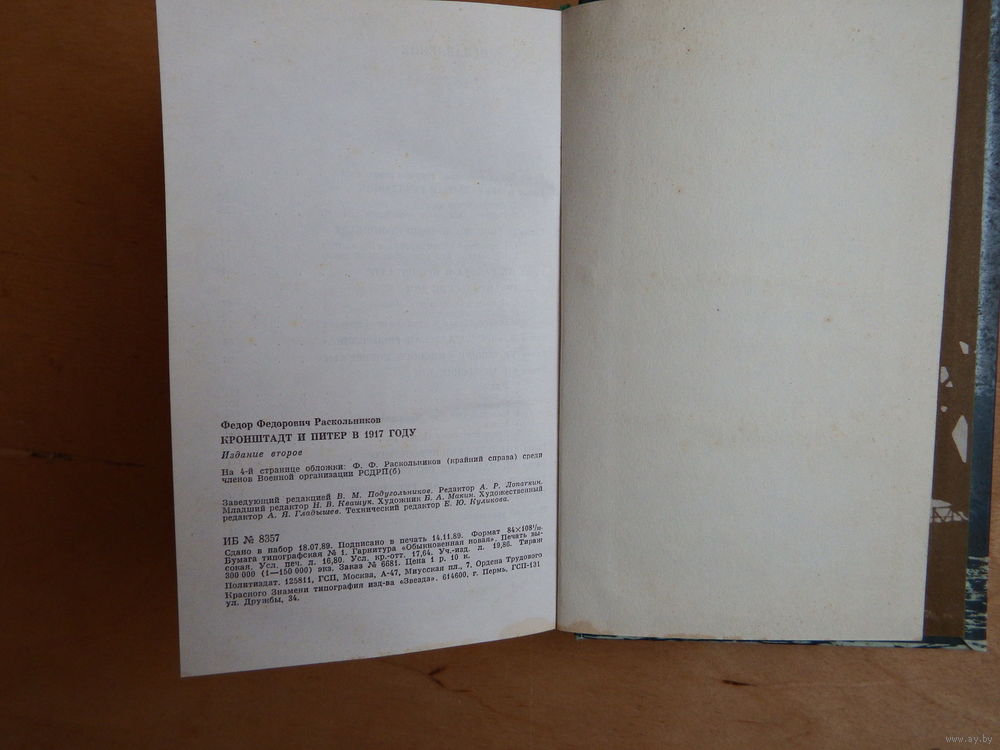 Федор Федорович Раскольников
КРОНШТАДТ И ПИТЕР В 1917 ГОДУ
Издание второе
На 4-й странице обложки: Ф. Ф. Раскольников (крайний справа) среди
членов Военной организации РСДРП(б)
Заведующий редакцией В. М. Подугольников. Редактор А. Р. Лопаткин.
Младший редактор Н. В. Квашук. Художник Б. А. Макин. Художественный
редактор А. Я. Гладышев. Технический редактор Е. Ю. Куликова.
ИБ № 8357
Сдано в набор 18.07.89. Подписано в печать 14.11.89. Формат 84×108¹/₃₂.
Бумага типографская № 1. Гарнитура «Обыкновенная новая». Печать вы-
сокая. Усл. печ. л. 16,80. Усл. кр.-отт. 17,64. Уч.-изд. л. 19,86. Тираж
300 000 (1—150 000) экз. Заказ № 6681. Цена 1 р. 10 к.
Политиздат. 125811, ГСП, Москва, А-47, Миусская пл., 7. Ордена Трудового
Красного Знамени типография изд-ва «Звезда». 614600, г. Пермь, ГСП-131
ул. Дружбы, 34.
www.ay.by